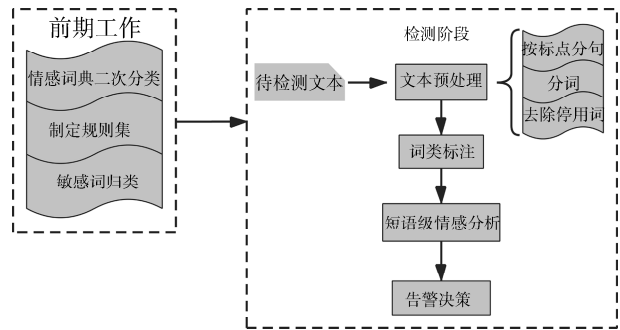 前期工作
情感词典二次分类
制定规则集
敏感词归类
检测阶段
待检测文本
文本预处理
按标点分句
分词
去除停用词
词类标注
短语级情感分析
告警决策